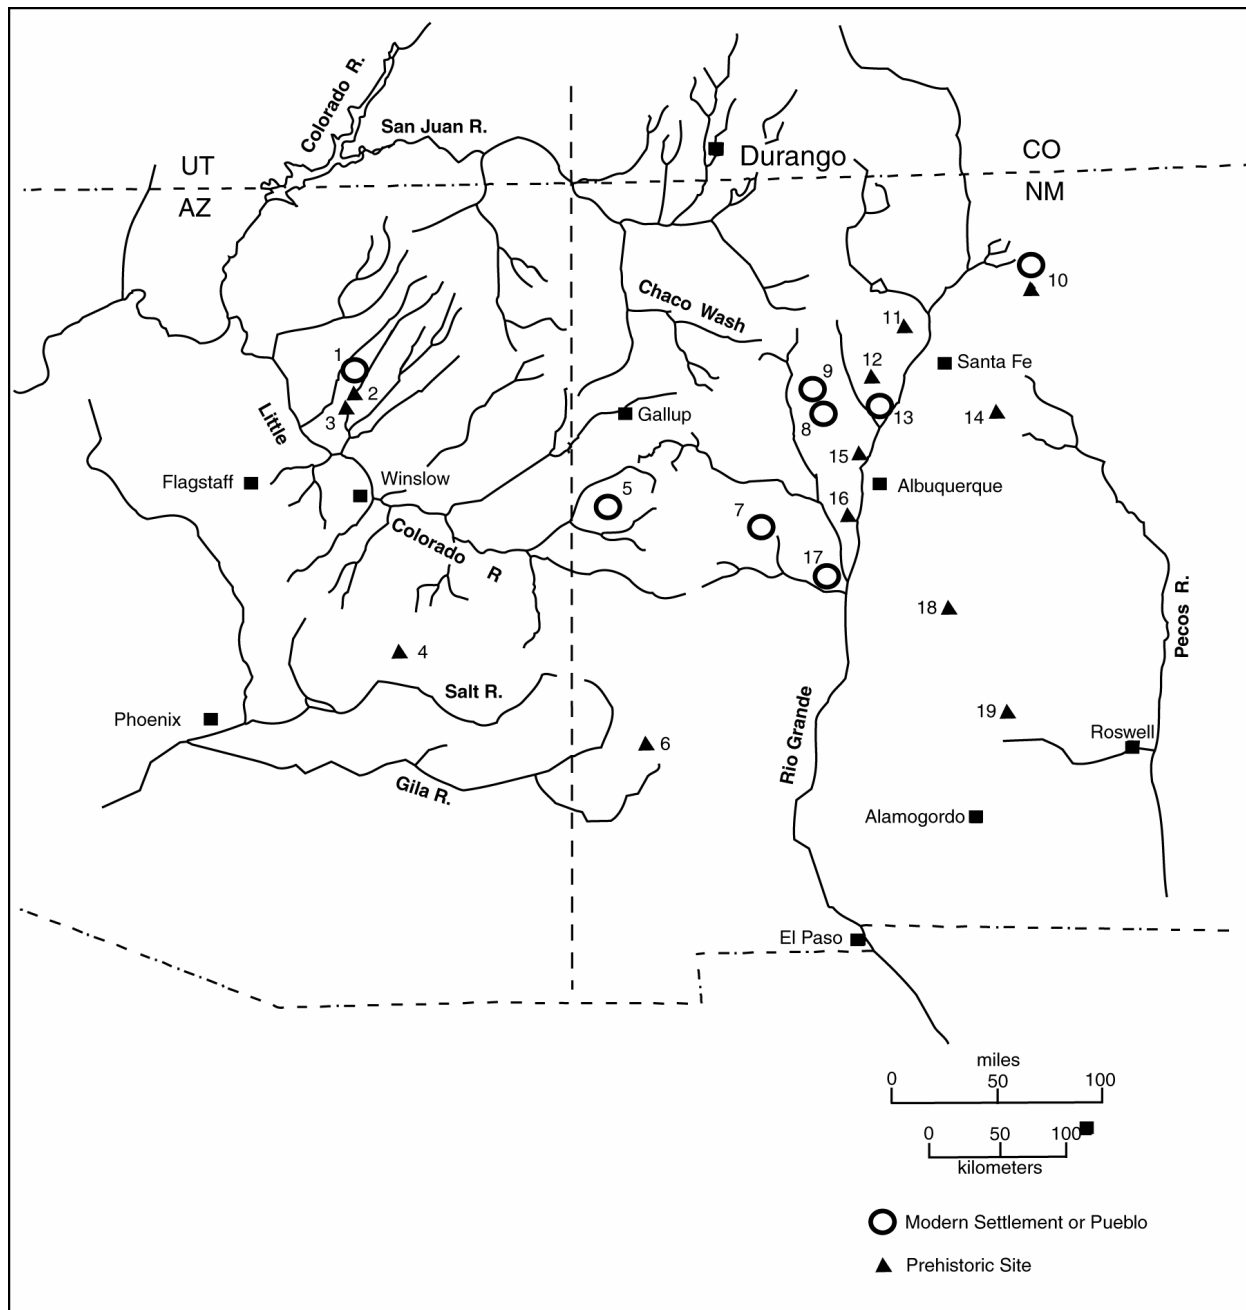 Colorado R.
San Juan R.
Durango
UT
CO
AZ
NM
10
Chaco Wash
11
1
12
Santa Fe
9
2
3
Little
Gallup
8
13
14
15
Flagstaff
Winslow
5
16
Albuquerque
7
Colorado R
17
18
Pecos R.
4
Salt R.
Rio Grande
19
Phoenix
6
Roswell
Gila R.
Alamogordo
El Paso
miles
0 50 100
0 50 100
kilometers
Modern Settlement or Pueblo
Prehistoric Site